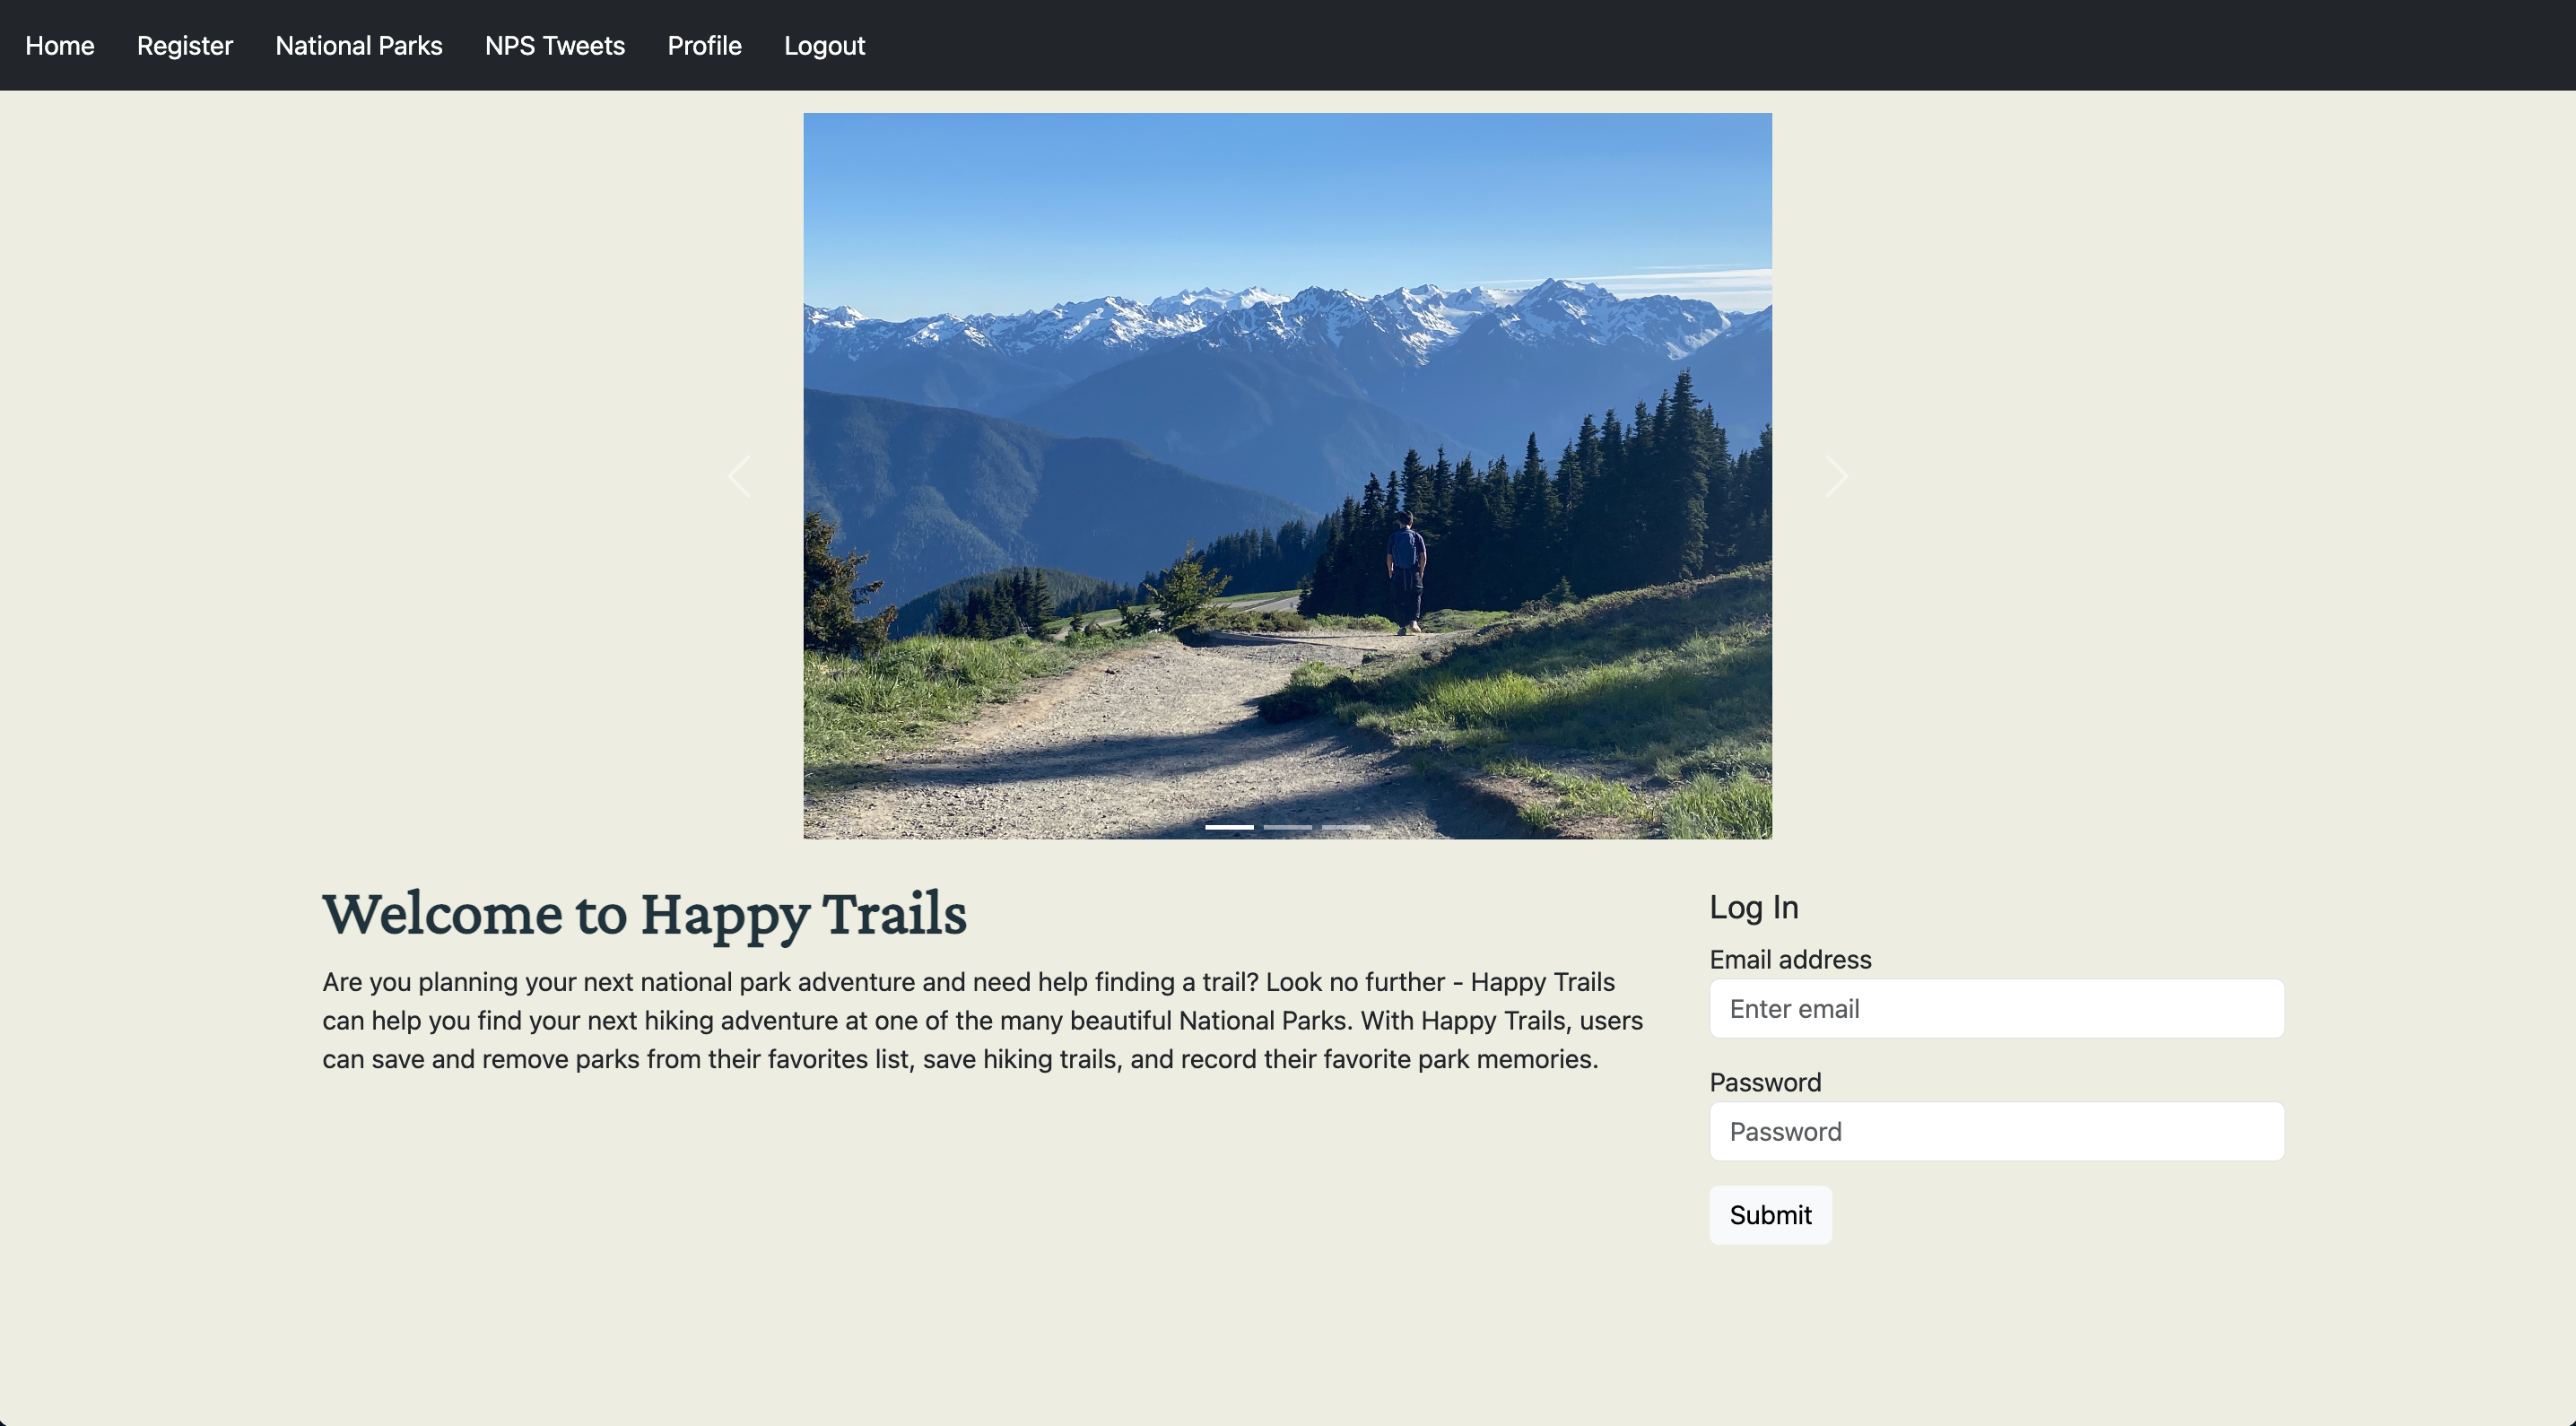 Home Register National Parks NPS Tweets Profile Logout
Welcome to Happy Trails
Are you planning your next national park adventure and need help finding a trail? Look no further - Happy Trails
can help you find your next hiking adventure at one of the many beautiful National Parks. With Happy Trails, users
can save and remove parks from their favorites list, save hiking trails, and record their favorite park memories.
Log In
Email address
Enter email
Password
Password
Submit